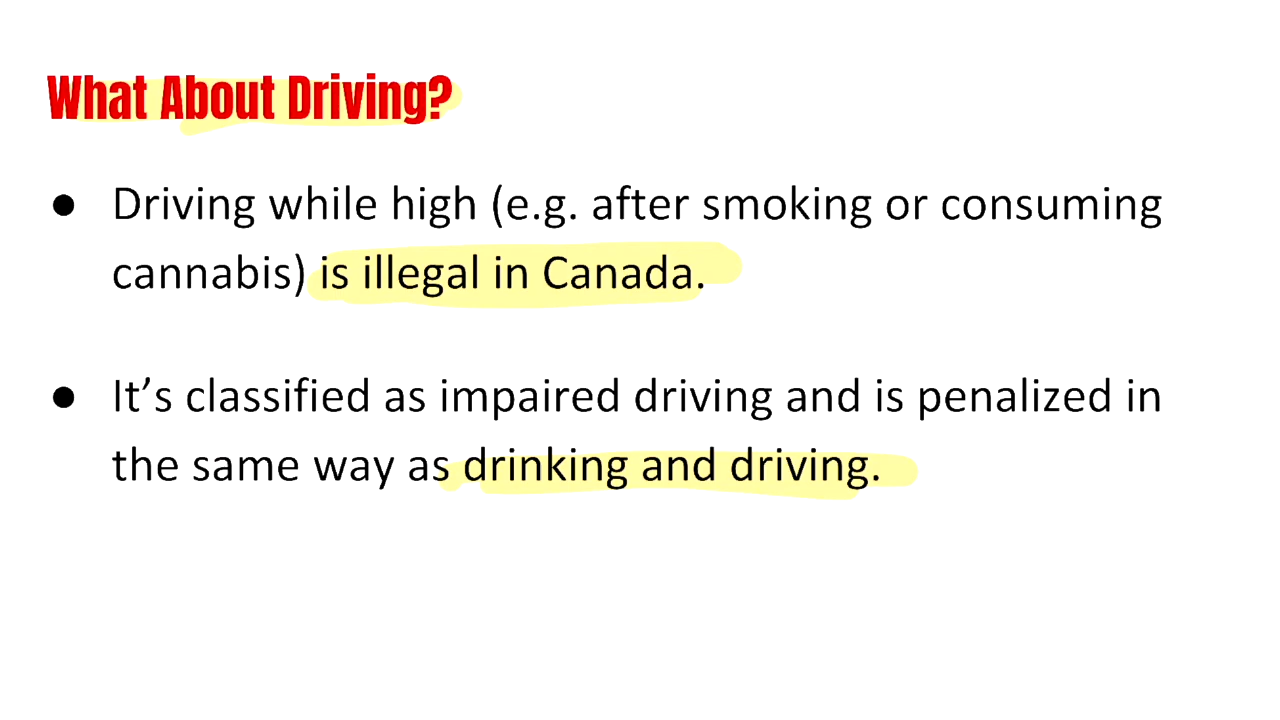 What About Driving?
● Driving while high (e.g. after smoking or consuming
cannabis) is illegal in Canada.
● It’s classified as impaired driving and is penalized in
the same way as drinking and driving.